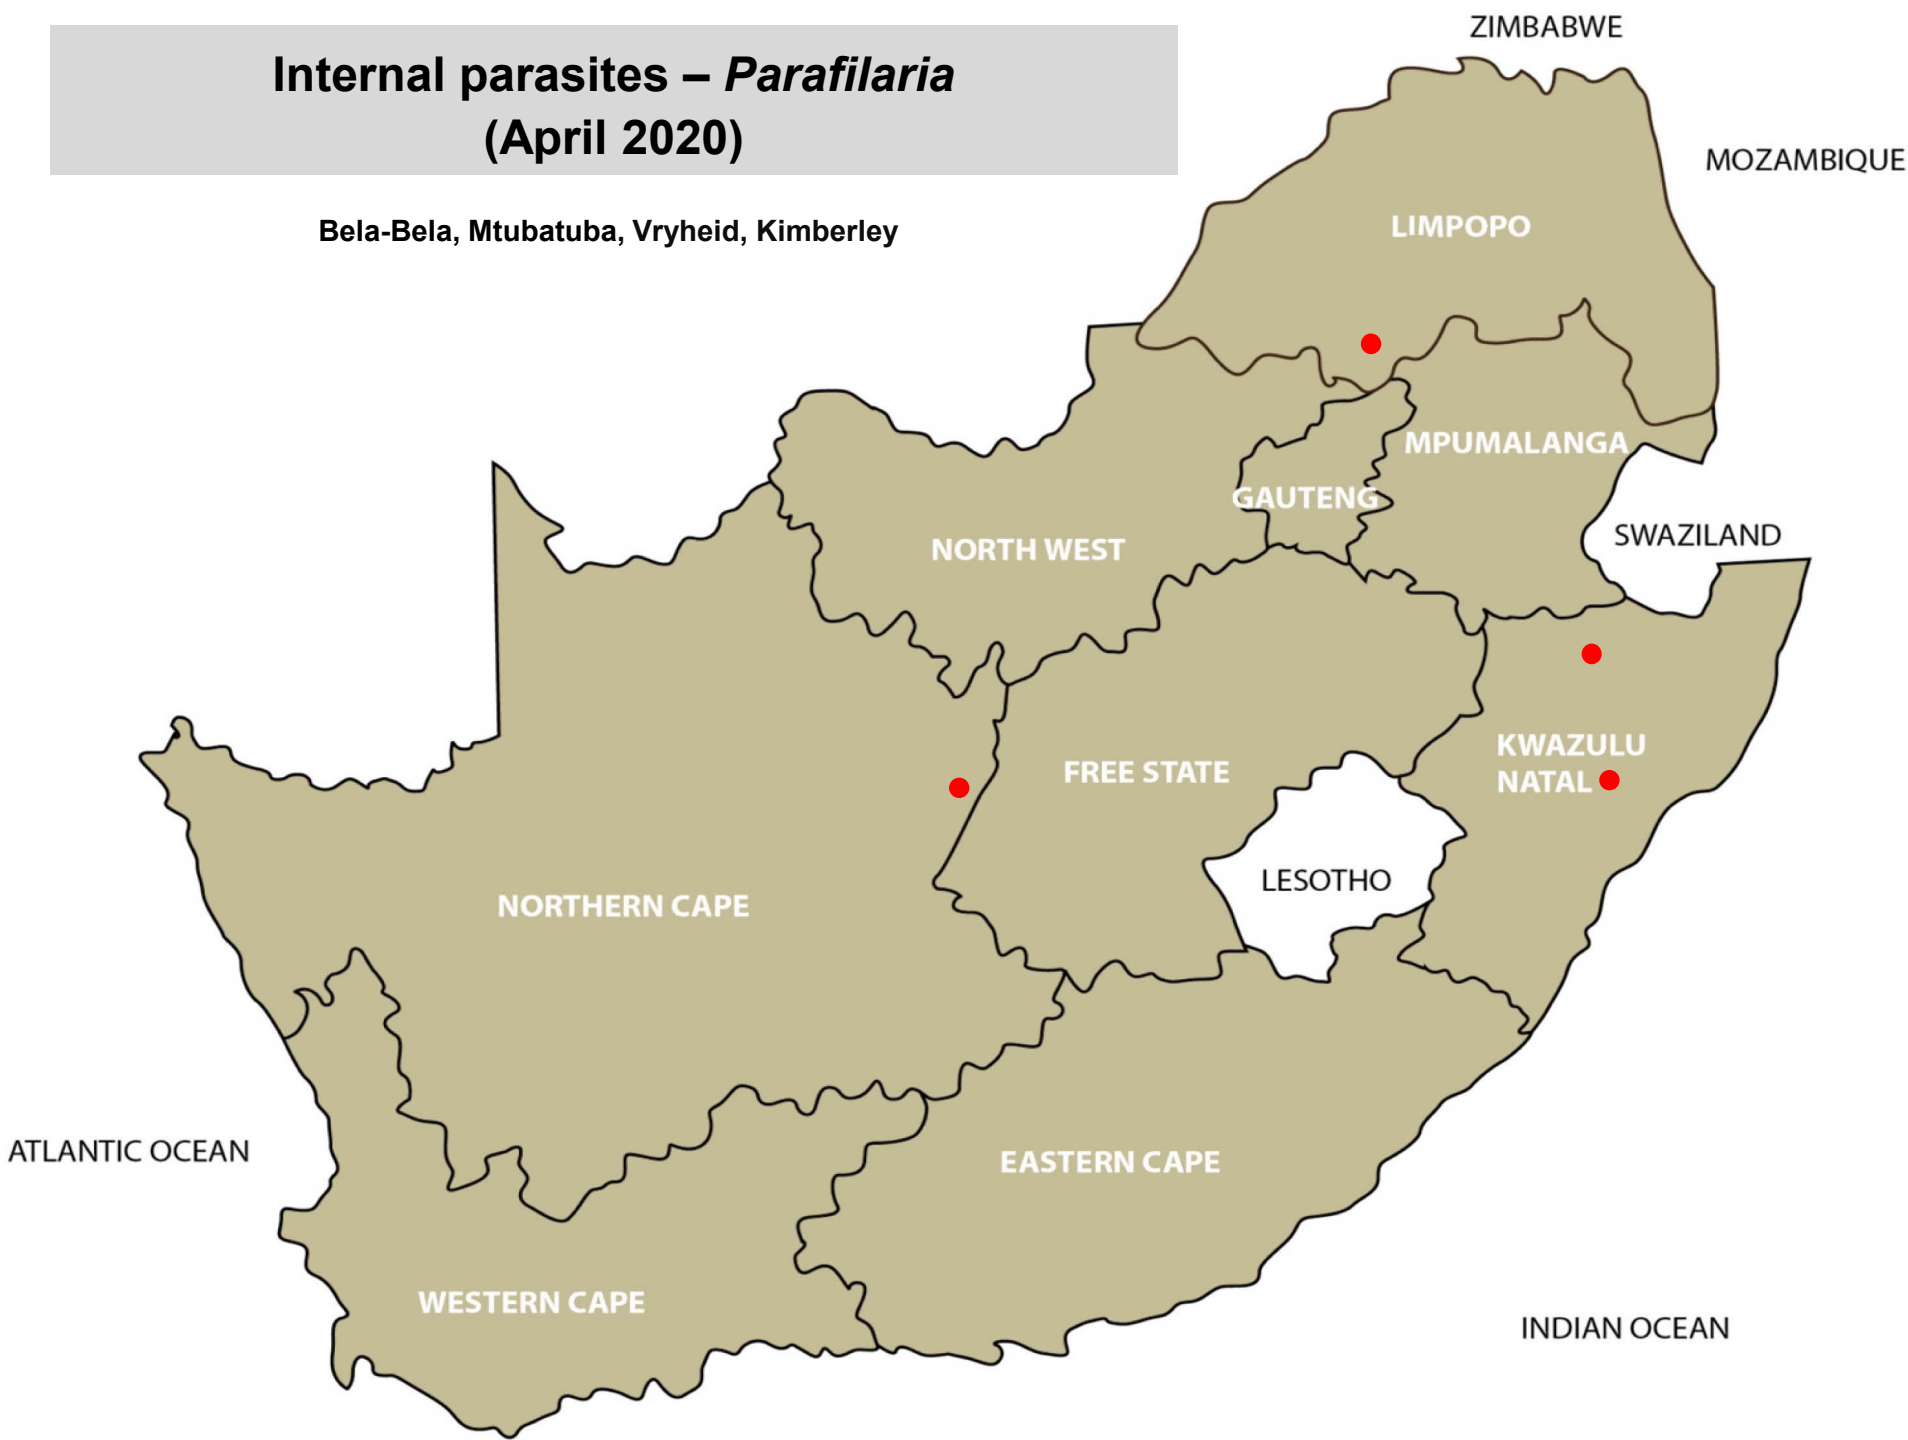 Internal parasites – Parafilaria
(April 2020)
Bela-Bela, Mtubatuba, Vryheid, Kimberley
ZIMBABWE
MOZAMBIQUE
LIMPOPO
MPUMALANGA
GAUTENG
SWAZILAND
NORTH WEST
KWAZULU
NATAL
FREE STATE
LESOTHO
NORTHERN CAPE
ATLANTIC OCEAN
EASTERN CAPE
WESTERN CAPE
INDIAN OCEAN